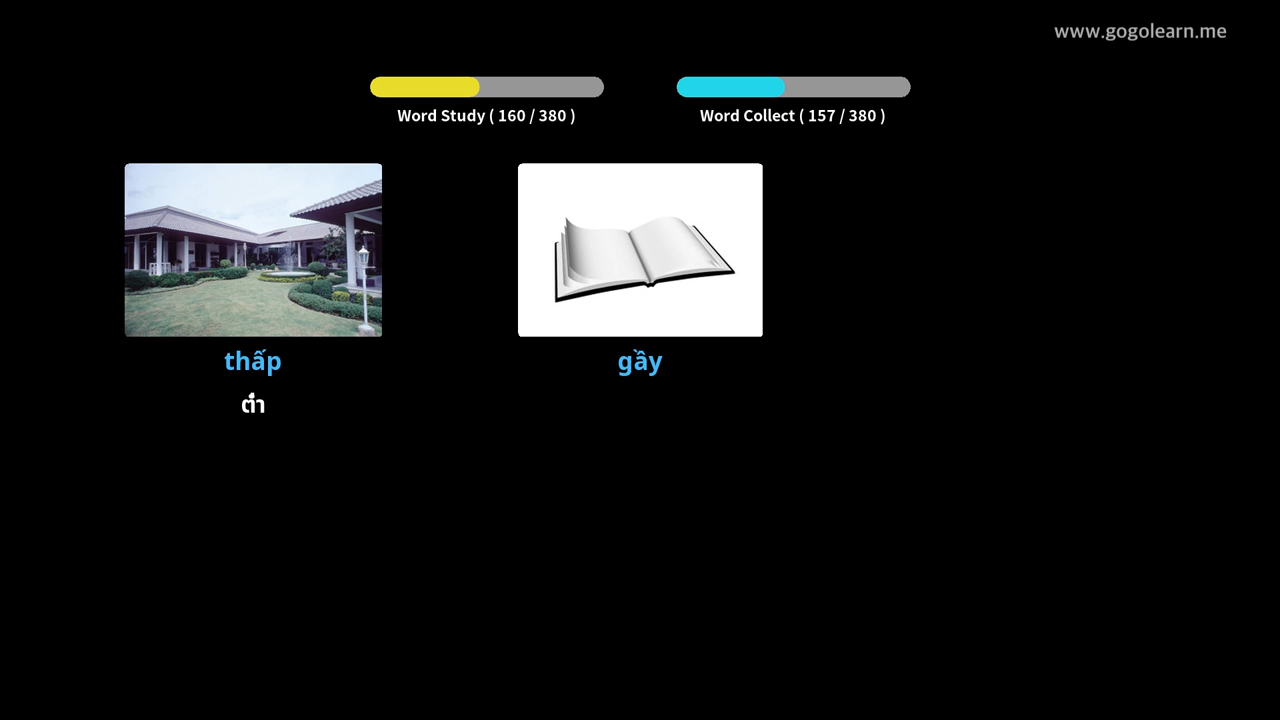 www.gogolearn.me
Word Study ( 160 / 380 )
Word Collect ( 157 / 380 )
thấp
gầy
ต่ำ